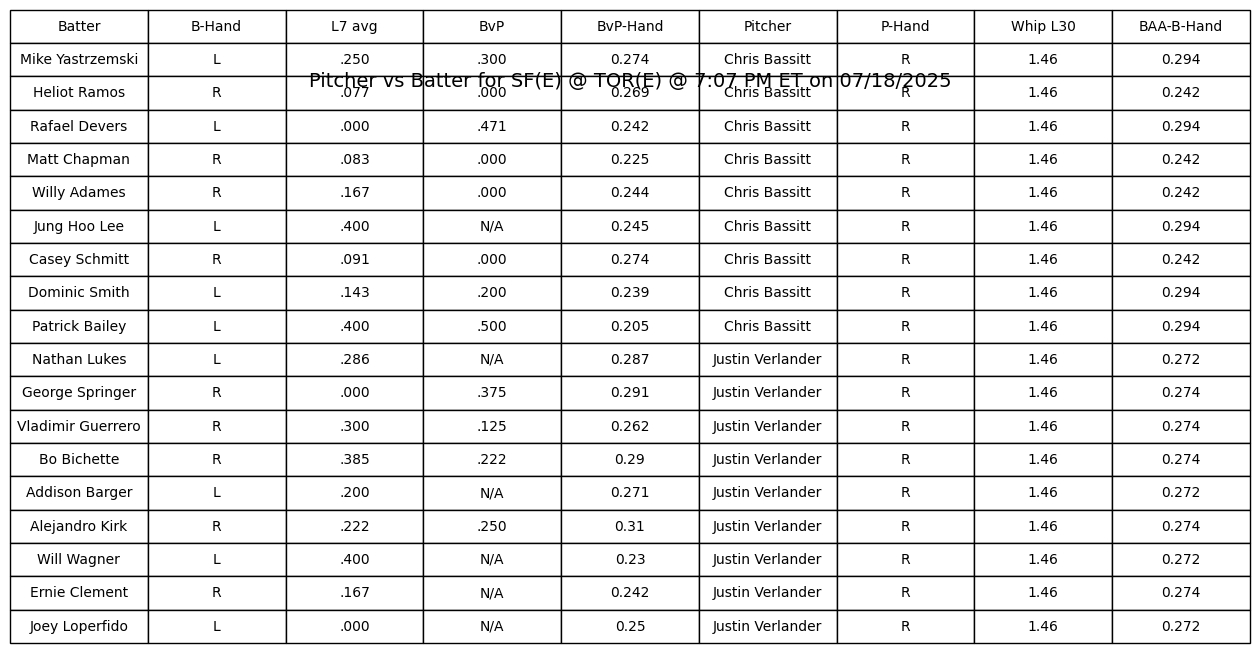 Batter B-Hand L7 avg BvP BvP-Hand Pitcher P-Hand Whip L30 BAA-B-Hand
Mike Yastrzemski L .250 .300 0.274 Chris Bassitt R 1.46 0.294
Pitcher vs Batter for SF(E) @ TOR(E) @ 7:07 PM ET on 07/18/2025
Heliot Ramos R .077 .000 0.269 Chris Bassitt R 1.46 0.242
Rafael Devers L .000 .471 0.242 Chris Bassitt R 1.46 0.294
Matt Chapman R .083 .000 0.225 Chris Bassitt R 1.46 0.242
Willy Adames R .167 .000 0.244 Chris Bassitt R 1.46 0.242
Jung Hoo Lee L .400 N/A 0.245 Chris Bassitt R 1.46 0.294
Casey Schmitt R .091 .000 0.274 Chris Bassitt R 1.46 0.242
Dominic Smith L .143 .200 0.239 Chris Bassitt R 1.46 0.294
Patrick Bailey L .400 .500 0.205 Chris Bassitt R 1.46 0.294
Nathan Lukes L .286 N/A 0.287 Justin Verlander R 1.46 0.272
George Springer R .000 .375 0.291 Justin Verlander R 1.46 0.274
Vladimir Guerrero R .300 .125 0.262 Justin Verlander R 1.46 0.274
Bo Bichette R .385 .222 0.29 Justin Verlander R 1.46 0.274
Addison Barger L .200 N/A 0.271 Justin Verlander R 1.46 0.272
Alejandro Kirk R .222 .250 0.31 Justin Verlander R 1.46 0.274
Will Wagner L .400 N/A 0.23 Justin Verlander R 1.46 0.272
Ernie Clement R .167 N/A 0.242 Justin Verlander R 1.46 0.274
Joey Loperfido L .000 N/A 0.25 Justin Verlander R 1.46 0.272